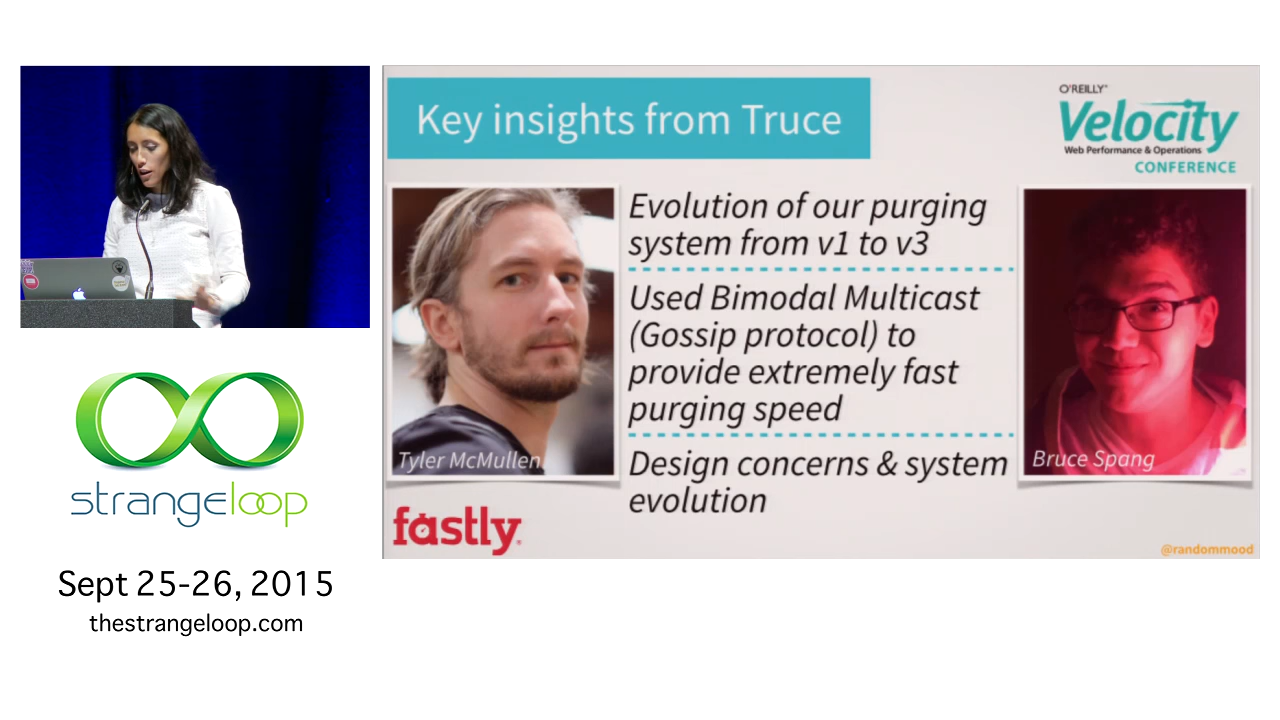 Key insights from Truce
O'REILLY®
Velocity
Web Performance & Operations
CONFERENCE
Evolution of our purging
system from v1 to v3
Used Bimodal Multicast
(Gossip protocol) to
provide extremely fast
purging speed
Design concerns & system
evolution
Tyler McMullen
Bruce Spang
fastly®
@randommood
strangeloop
Sept 25-26, 2015
thestrangeloop.com